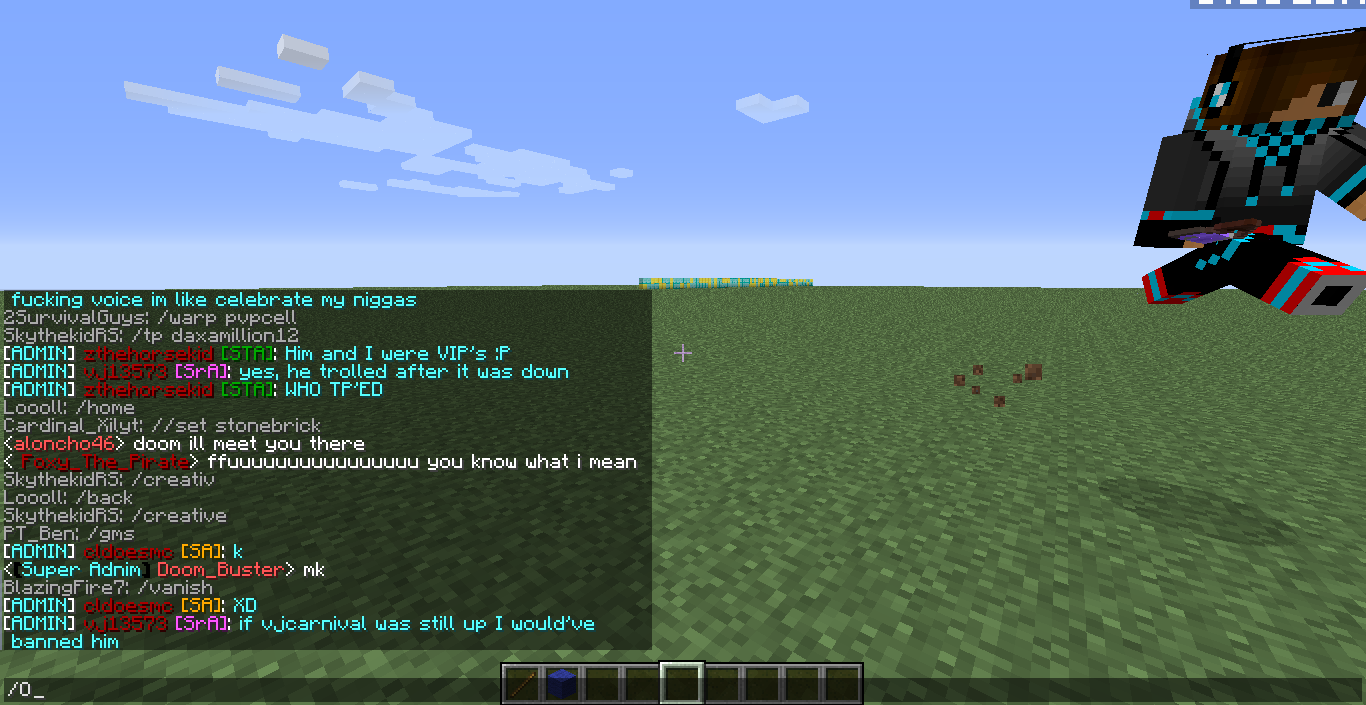 fucking voice im like celebrate my niggas
2SurvivalGuys: /warp pvpcell
SkythekidRS: /tp daxamillion12
[ADMIN] zthehorsekid [STA]: Him and I were VIP's :P
[ADMIN] vj13573 [SrA]: yes, he trolled after it was down
[ADMIN] zthehorsekid [STA]: WHO TP'ED
Loooll: /home
Cardinal_Xilyt: //set stonebrick
<aloncho46> doom ill meet you there
< Foxy_The_Pirate> ffuuuuuuuuuuuuuuuu you know what i mean
SkythekidRS: /creativ
Loooll: /back
SkythekidRS: /creative
PT_Ben: /gms
[ADMIN] cldoesmc [SA]: k
<[Super Adnim] Doom_Buster> mk
BlazingFire7: /vanish
[ADMIN] cldoesmc [SA]: XD
[ADMIN] vj13573 [SrA]: if vjcarnival was still up I would've
banned him
/O_